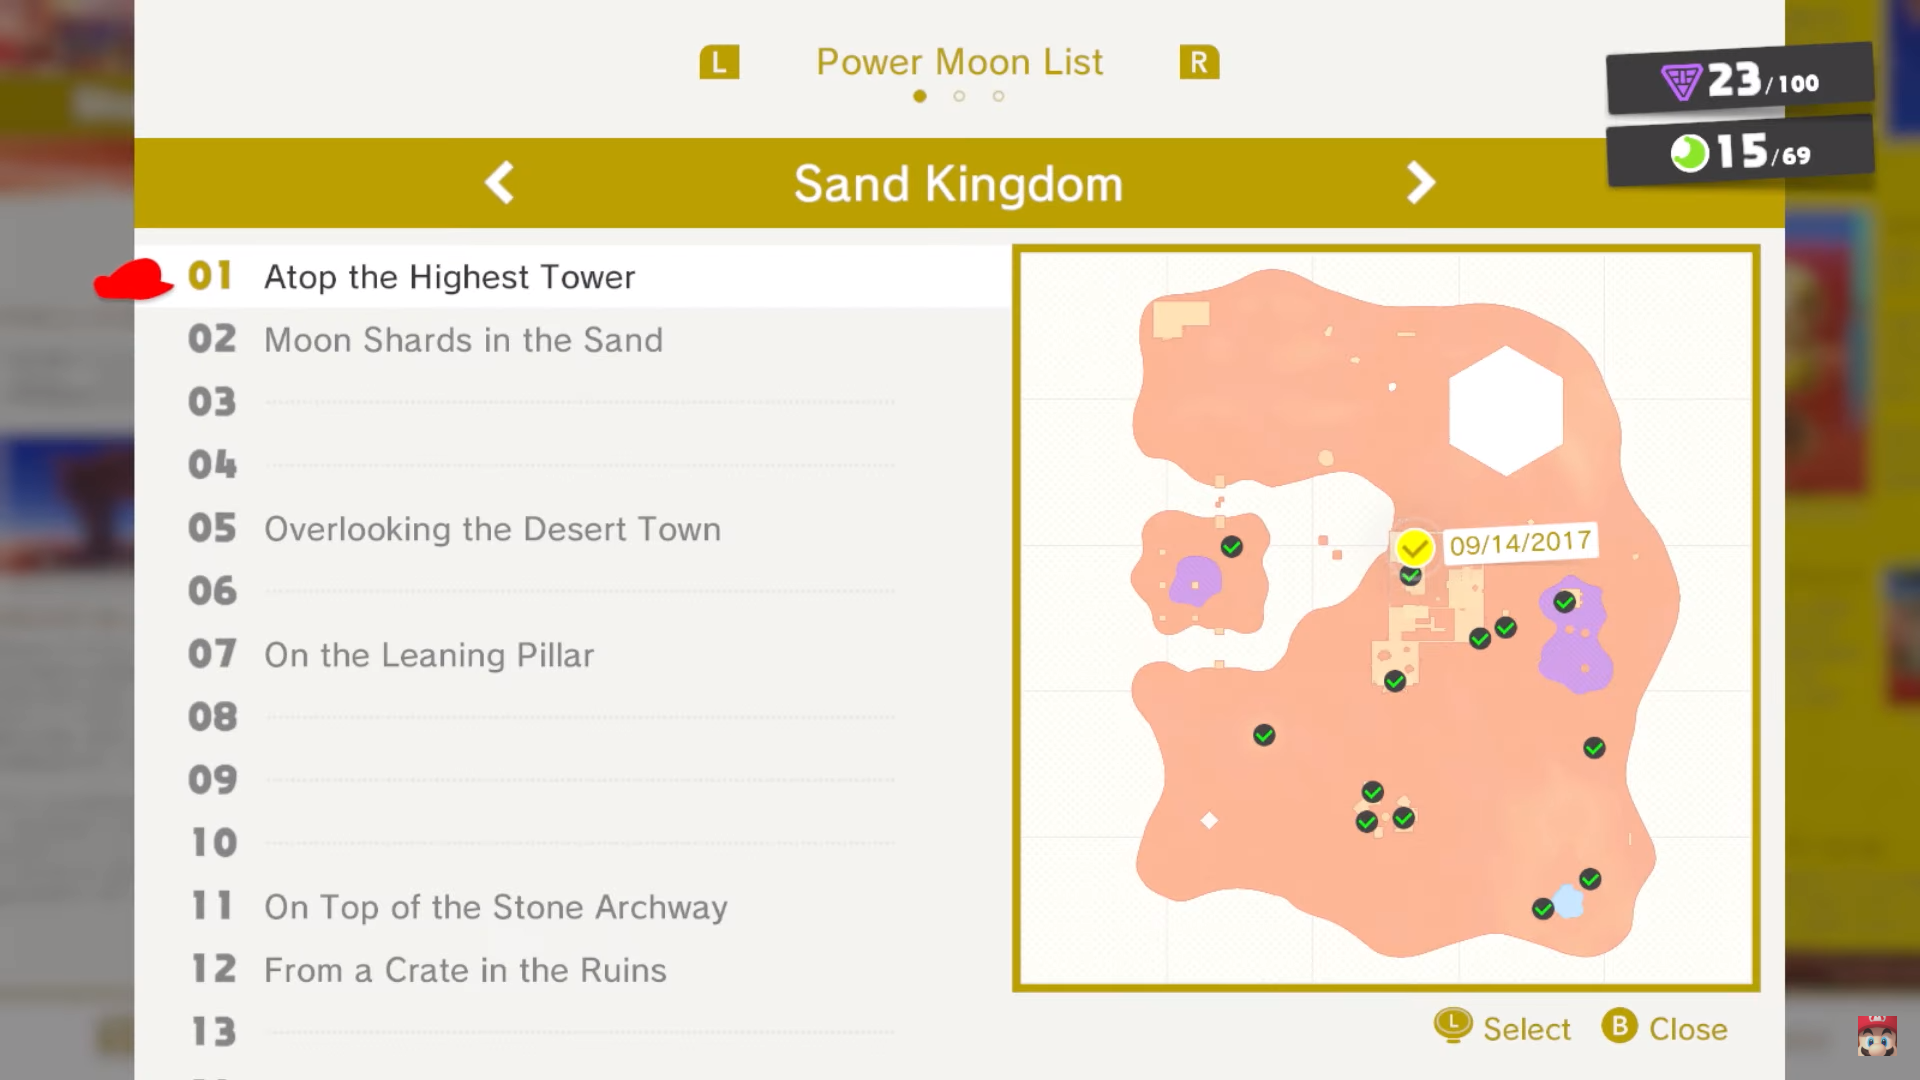 L Power Moon List R
23/100
15/69
Sand Kingdom
01 Atop the Highest Tower
02 Moon Shards in the Sand
03
04
05 Overlooking the Desert Town
09/14/2017
06
07 On the Leaning Pillar
08
09
10
11 On Top of the Stone Archway
12 From a Crate in the Ruins
13
L Select B Close